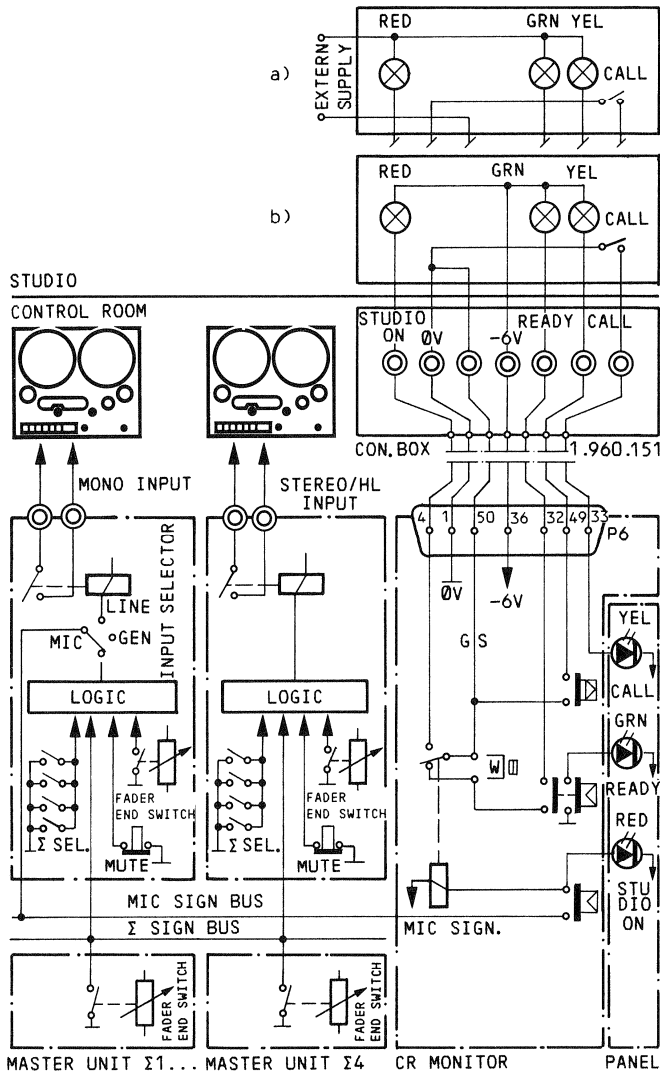 RED GRN YEL
a) EXTERN SUPPLY CALL
RED GRN YEL
b) CALL
STUDIO
CONTROL ROOM
STUDIO ON 0V -6V READY CALL
CON.BOX 1.960.151
MONO INPUT
STEREO/HL INPUT
4 1 50 36 32 49 33 P6
INPUT SELECTOR
LINE
MIC GEN
0V -6V
GS
LOGIC
LOGIC
YEL
CALL
GRN
READY
RED
STUDIO ON
W
FADER END SWITCH
Σ SEL.
MUTE
FADER END SWITCH
Σ SEL.
MUTE
MIC SIGN BUS
MIC SIGN.
Σ SIGN BUS
FADER END SWITCH
FADER END SWITCH
MASTER UNIT Σ1... MASTER UNIT Σ4 CR MONITOR PANEL